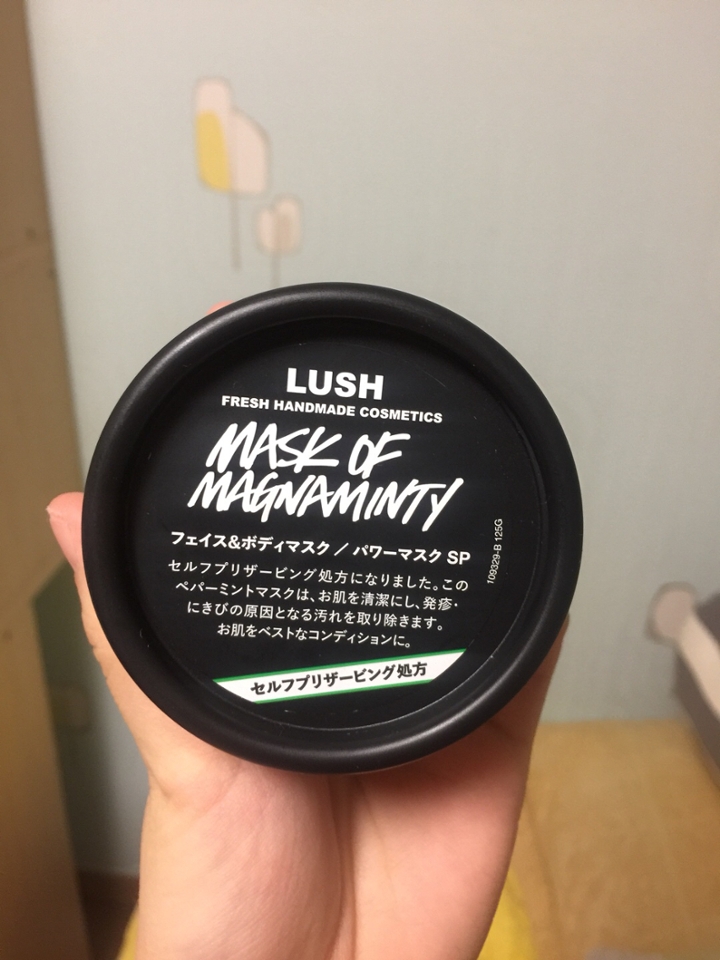 LUSH
FRESH HANDMADE COSMETICS
MASK OF
MAGNAMINTY
フェイス&ボディマスク / パワーマスク SP
セルフプリザービング処方になりました。この
ペパーミントマスクは、お肌を清潔にし、発疹・
にきびの原因となる汚れを取り除きます。
お肌をベストなコンディションに。
セルフプリザービング処方
109329-B 125G